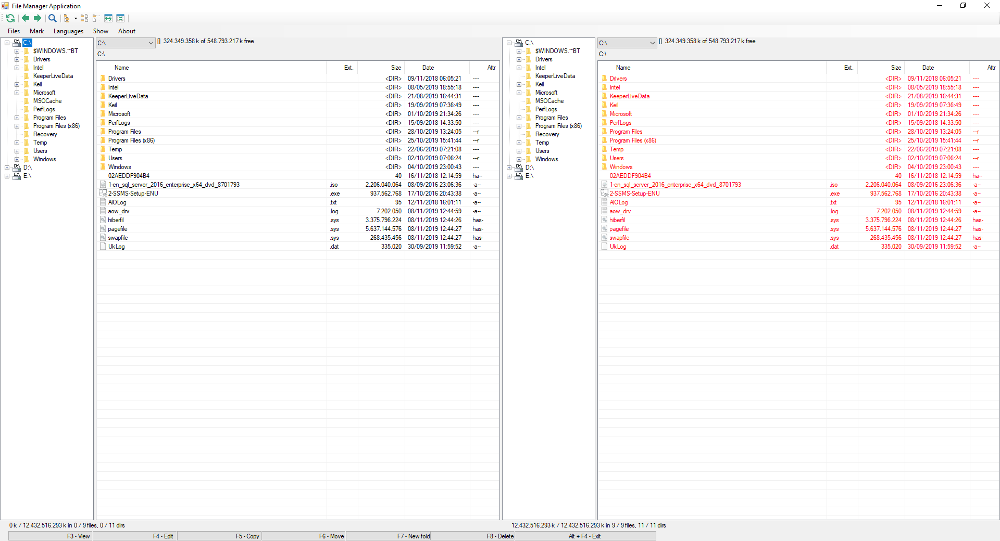 File Manager Application
Files Mark Languages Show About
C:\
$WINDOWS.~BT
Drivers
Intel
KeeperLiveData
Keil
Microsoft
MSOCache
PerfLogs
Program Files
Program Files (x86)
Recovery
Temp
Users
Windows
D:\
E:\
C:\ [] 324.349.358 k of 548.793.217 k free
C:\
Name Ext. Size Date Attr
Drivers <DIR> 09/11/2018 06:05:21 ----
Intel <DIR> 08/05/2019 18:55:18 ----
KeeperLiveData <DIR> 21/08/2019 16:44:31 ----
Keil <DIR> 19/09/2019 07:36:49 ----
Microsoft <DIR> 01/10/2019 21:34:26 ----
PerfLogs <DIR> 15/09/2018 14:33:50 ----
Program Files <DIR> 28/10/2019 13:24:05 ---r
Program Files (x86) <DIR> 25/10/2019 15:41:44 ---r
Temp <DIR> 22/06/2019 07:21:08 ----
Users <DIR> 02/10/2019 07:06:24 ---r
Windows <DIR> 04/10/2019 23:00:43 ----
02AEDDF904B4 40 16/11/2018 12:14:59 ha--
1-en_sql_server_2016_enterprise_x64_dvd_8701793 .iso 2.206.040.064 08/09/2016 23:06:36 -a--
2-SSMS-Setup-ENU .exe 937.562.768 17/10/2016 20:43:38 -a--
AiOLog .txt 95 12/11/2018 16:01:11 -a--
aow_drv .log 7.202.050 08/11/2019 12:44:59 -a--
hiberfil .sys 3.375.796.224 08/11/2019 12:44:26 has-
pagefile .sys 5.637.144.576 08/11/2019 12:44:27 has-
swapfile .sys 268.435.456 08/11/2019 12:44:27 has-
UkLog .dat 335.020 30/09/2019 11:59:52 -a--
0 k / 12.432.516.293 k in 0 / 9 files, 0 / 11 dirs
C:\
$WINDOWS.~BT
Drivers
Intel
KeeperLiveData
Keil
Microsoft
MSOCache
PerfLogs
Program Files
Program Files (x86)
Recovery
Temp
Users
Windows
D:\
E:\
C:\ [] 324.349.358 k of 548.793.217 k free
C:\
Name Ext. Size Date Attr
Drivers <DIR> 09/11/2018 06:05:21 ----
Intel <DIR> 08/05/2019 18:55:18 ----
KeeperLiveData <DIR> 21/08/2019 16:44:31 ----
Keil <DIR> 19/09/2019 07:36:49 ----
Microsoft <DIR> 01/10/2019 21:34:26 ----
PerfLogs <DIR> 15/09/2018 14:33:50 ----
Program Files <DIR> 28/10/2019 13:24:05 ---r
Program Files (x86) <DIR> 25/10/2019 15:41:44 ---r
Temp <DIR> 22/06/2019 07:21:08 ----
Users <DIR> 02/10/2019 07:06:24 ---r
Windows <DIR> 04/10/2019 23:00:43 ----
02AEDDF904B4 40 16/11/2018 12:14:59 ha--
1-en_sql_server_2016_enterprise_x64_dvd_8701793 .iso 2.206.040.064 08/09/2016 23:06:36 -a--
2-SSMS-Setup-ENU .exe 937.562.768 17/10/2016 20:43:38 -a--
AiOLog .txt 95 12/11/2018 16:01:11 -a--
aow_drv .log 7.202.050 08/11/2019 12:44:59 -a--
hiberfil .sys 3.375.796.224 08/11/2019 12:44:26 has-
pagefile .sys 5.637.144.576 08/11/2019 12:44:27 has-
swapfile .sys 268.435.456 08/11/2019 12:44:27 has-
UkLog .dat 335.020 30/09/2019 11:59:52 -a--
12.432.516.293 k / 12.432.516.293 k in 9 / 9 files, 11 / 11 dirs
F3 - View F4 - Edit F5 - Copy F6 - Move F7 - New fold F8 - Delete Alt + F4 - Exit